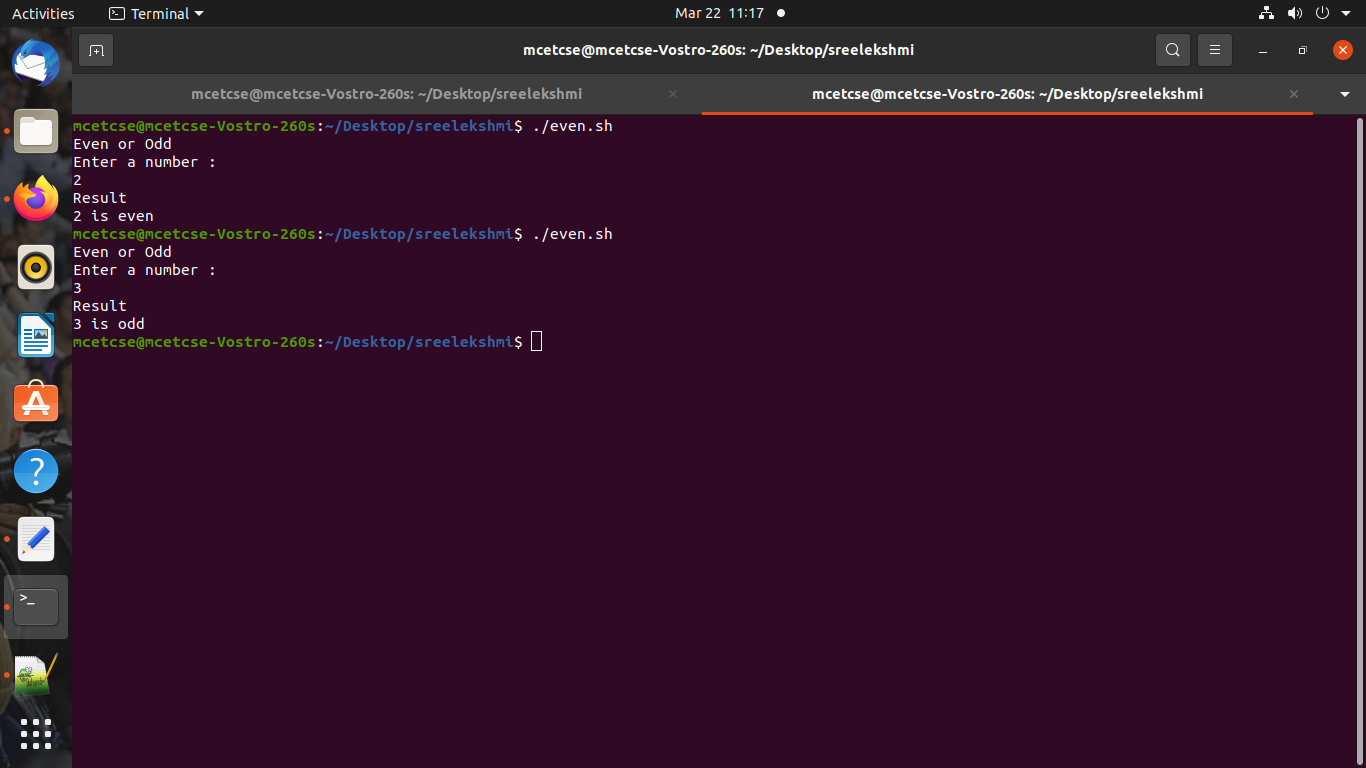 Activities
Terminal
Mar 22 11:17
mcetcse@mcetcse-Vostro-260s: ~/Desktop/sreelekshmi
mcetcse@mcetcse-Vostro-260s: ~/Desktop/sreelekshmi
mcetcse@mcetcse-Vostro-260s: ~/Desktop/sreelekshmi
mcetcse@mcetcse-Vostro-260s:~/Desktop/sreelekshmi$ ./even.sh
Even or Odd
Enter a number :
2
Result
2 is even
mcetcse@mcetcse-Vostro-260s:~/Desktop/sreelekshmi$ ./even.sh
Even or Odd
Enter a number :
3
Result
3 is odd
mcetcse@mcetcse-Vostro-260s:~/Desktop/sreelekshmi$